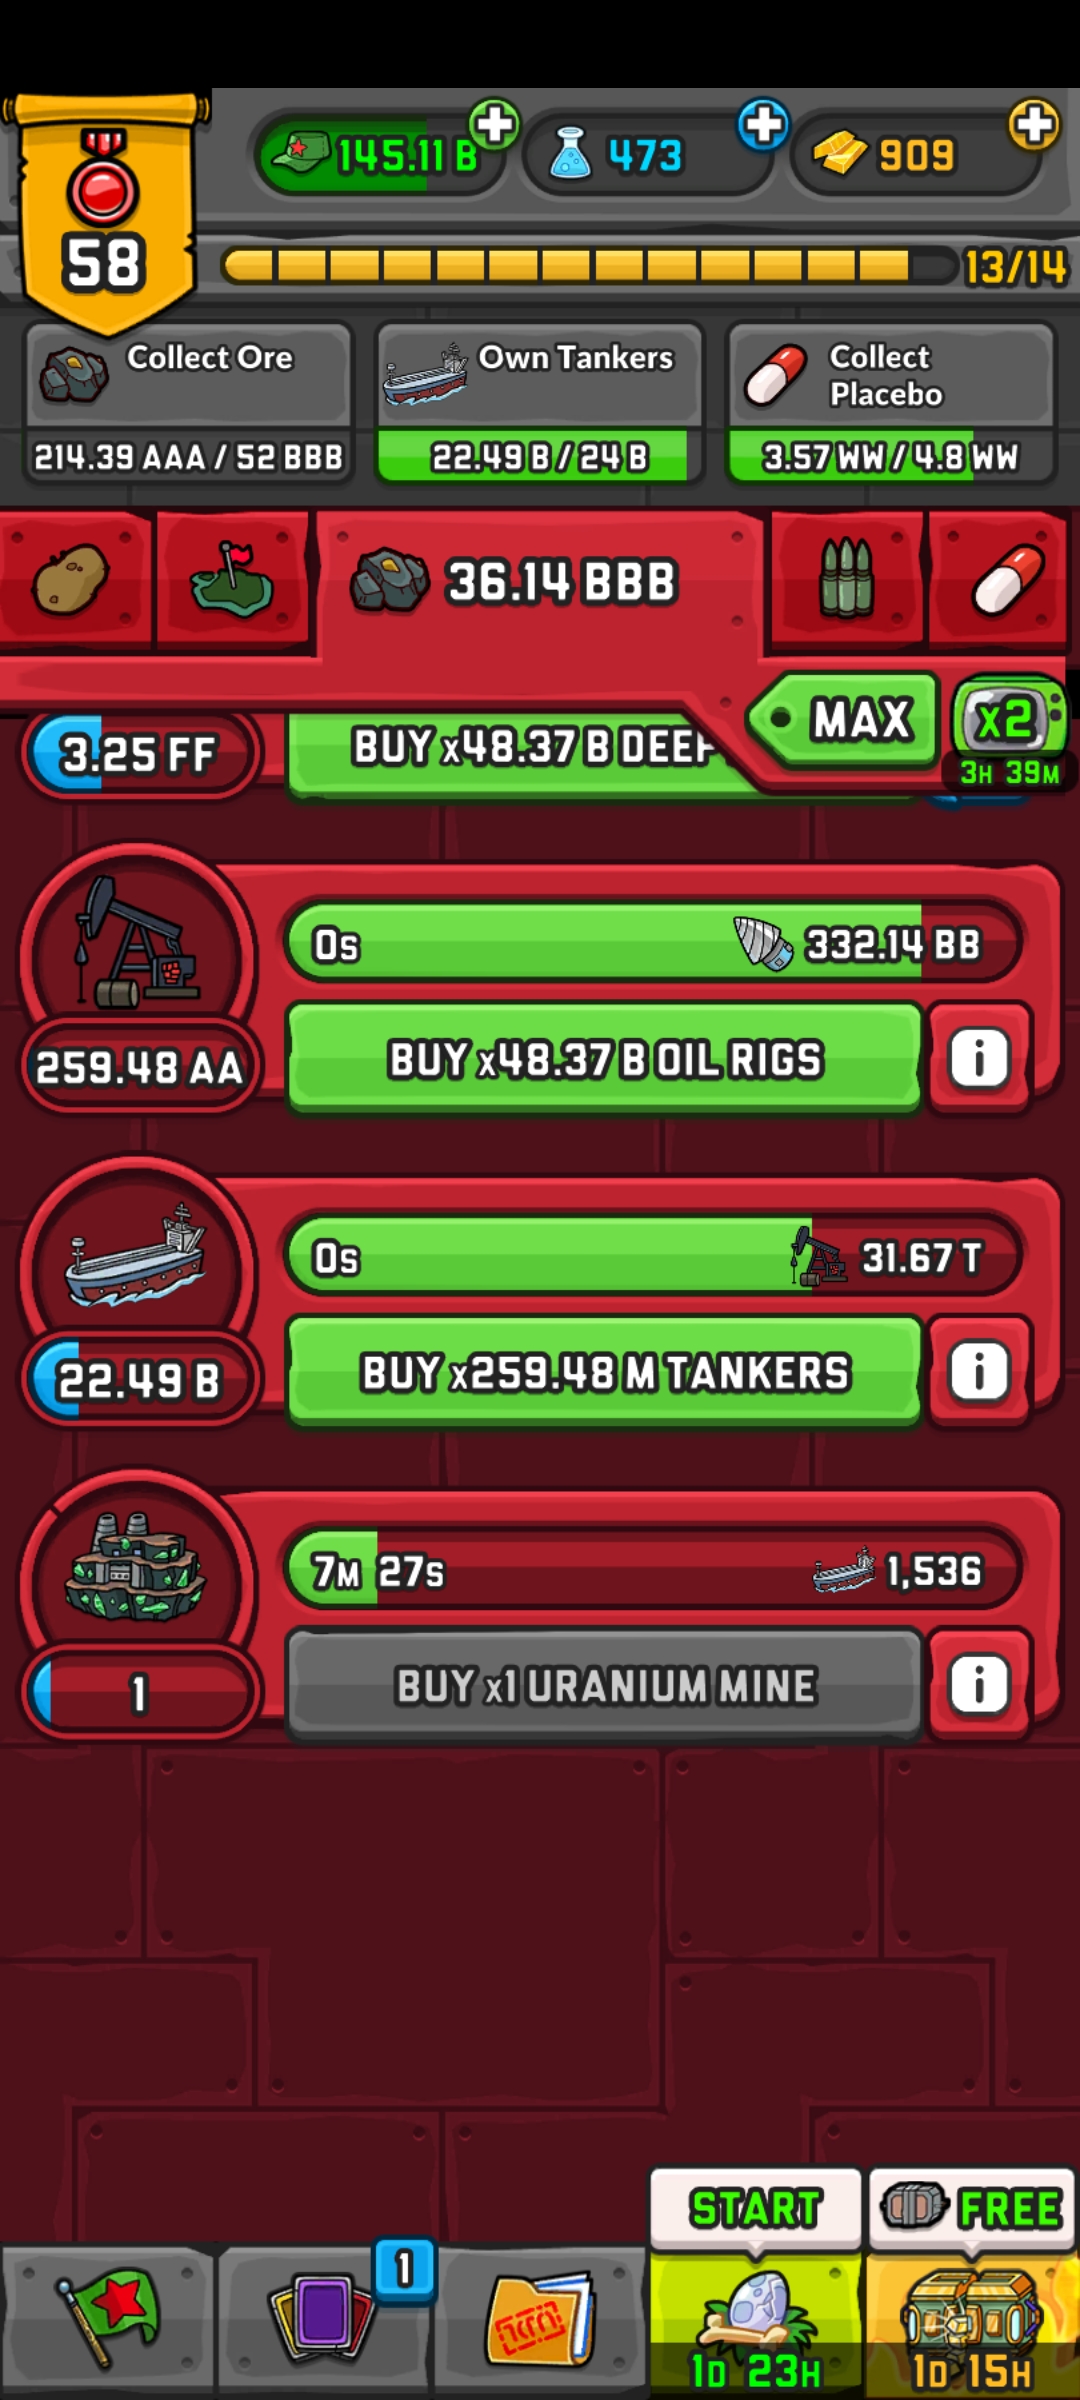 145.11 B
473
909
58
13/14
Collect Ore
214.39 AAA / 52 BBB
Own Tankers
22.49 B / 24 B
Collect
Placebo
3.57 WW / 4.8 WW
36.14 BBB
MAX
x2
3H 39M
3.25 FF
BUY x48.37 B DEEP
0s
332.14 BB
259.48 AA
BUY x48.37 B OIL RIGS
i
0s
31.67 T
22.49 B
BUY x259.48 M TANKERS
i
7M 27s
1,536
1
BUY x1 URANIUM MINE
i
START
FREE
1
1D 23H
1D 15H